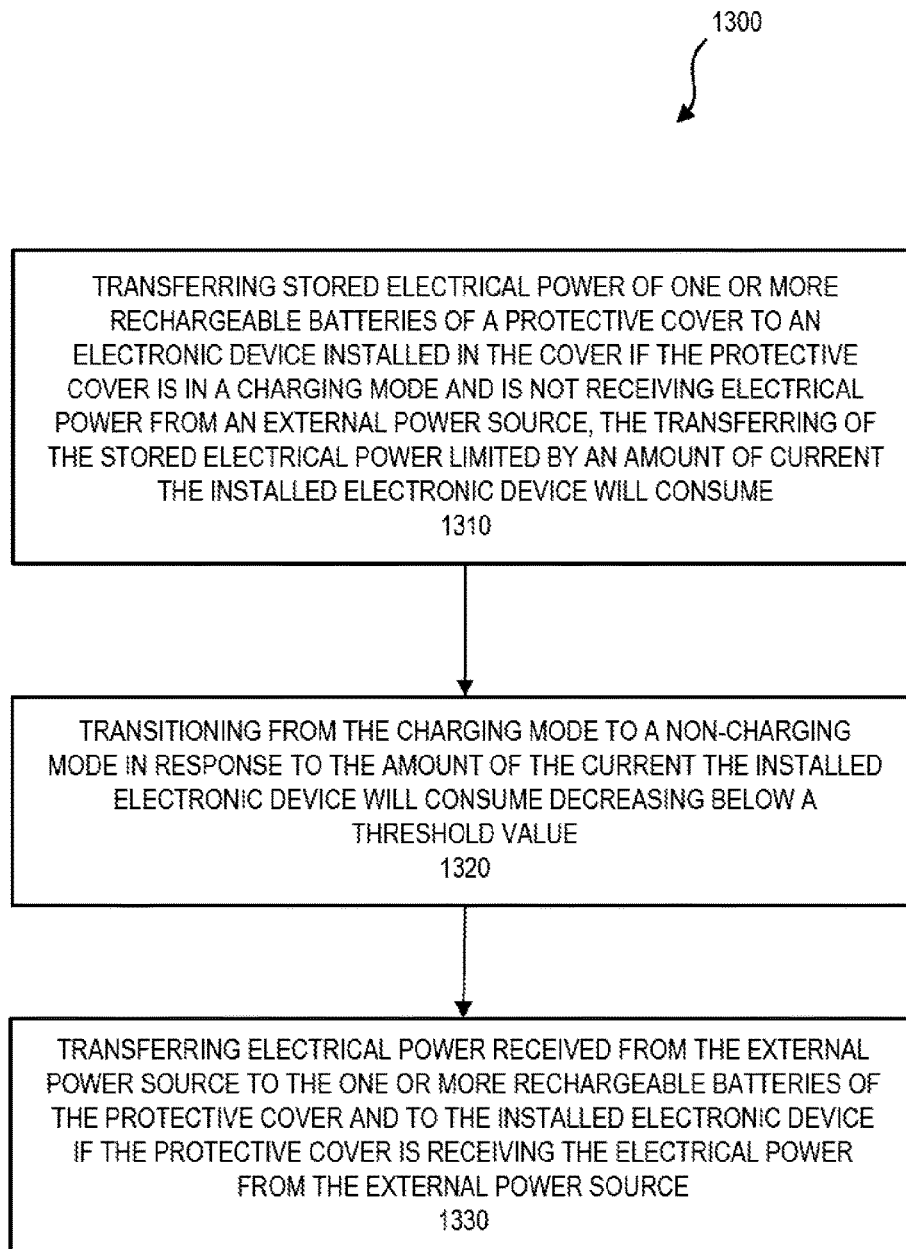 1300
TRANSFERRING STORED ELECTRICAL POWER OF ONE OR MORE
RECHARGEABLE BATTERIES OF A PROTECTIVE COVER TO AN
ELECTRONIC DEVICE INSTALLED IN THE COVER IF THE PROTECTIVE
COVER IS IN A CHARGING MODE AND IS NOT RECEIVING ELECTRICAL
POWER FROM AN EXTERNAL POWER SOURCE, THE TRANSFERRING OF
THE STORED ELECTRICAL POWER LIMITED BY AN AMOUNT OF CURRENT
THE INSTALLED ELECTRONIC DEVICE WILL CONSUME
1310
TRANSITIONING FROM THE CHARGING MODE TO A NON-CHARGING
MODE IN RESPONSE TO THE AMOUNT OF THE CURRENT THE INSTALLED
ELECTRONIC DEVICE WILL CONSUME DECREASING BELOW A
THRESHOLD VALUE
1320
TRANSFERRING ELECTRICAL POWER RECEIVED FROM THE EXTERNAL
POWER SOURCE TO THE ONE OR MORE RECHARGEABLE BATTERIES OF
THE PROTECTIVE COVER AND TO THE INSTALLED ELECTRONIC DEVICE
IF THE PROTECTIVE COVER IS RECEIVING THE ELECTRICAL POWER
FROM THE EXTERNAL POWER SOURCE
1330